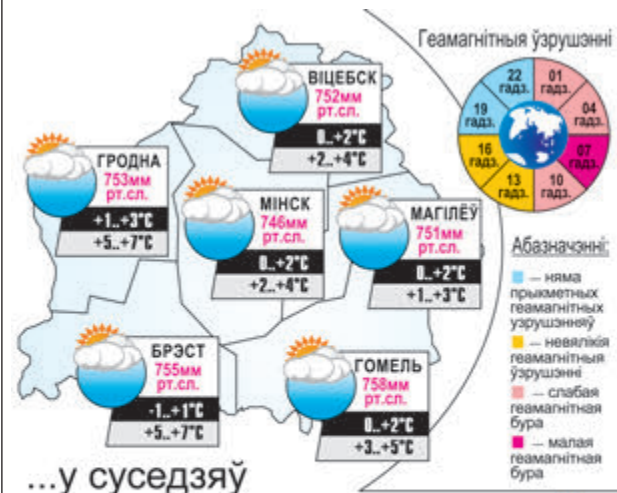 Геамагнітныя ўзрушэнні
22 гадз.
01 гадз.
04 гадз.
07 гадз.
10 гадз.
13 гадз.
16 гадз.
19 гадз.
ВІЦЕБСК
752мм
рт.сл.
0..+2°C
+2..+4°C
ГРОДНА
753мм
рт.сл.
+1..+3°C
+5..+7°C
МІНСК
746мм
рт.сл.
0..+2°C
+2..+4°C
МАГІЛЁЎ
751мм
рт.сл.
0..+2°C
+1..+3°C
БРЭСТ
755мм
рт.сл.
-1..+1°C
+5..+7°C
ГОМЕЛЬ
758мм
рт.сл.
0..+2°C
+3..+5°C
Абазначэнні:
— няма
прыкметных
геамагнітных
узрушэнняў
— невялікія
геамагнітныя
ўзрушэнні
— слабая
геамагнітная
бура
— малая
геамагнітная
бура
...у суседзяў